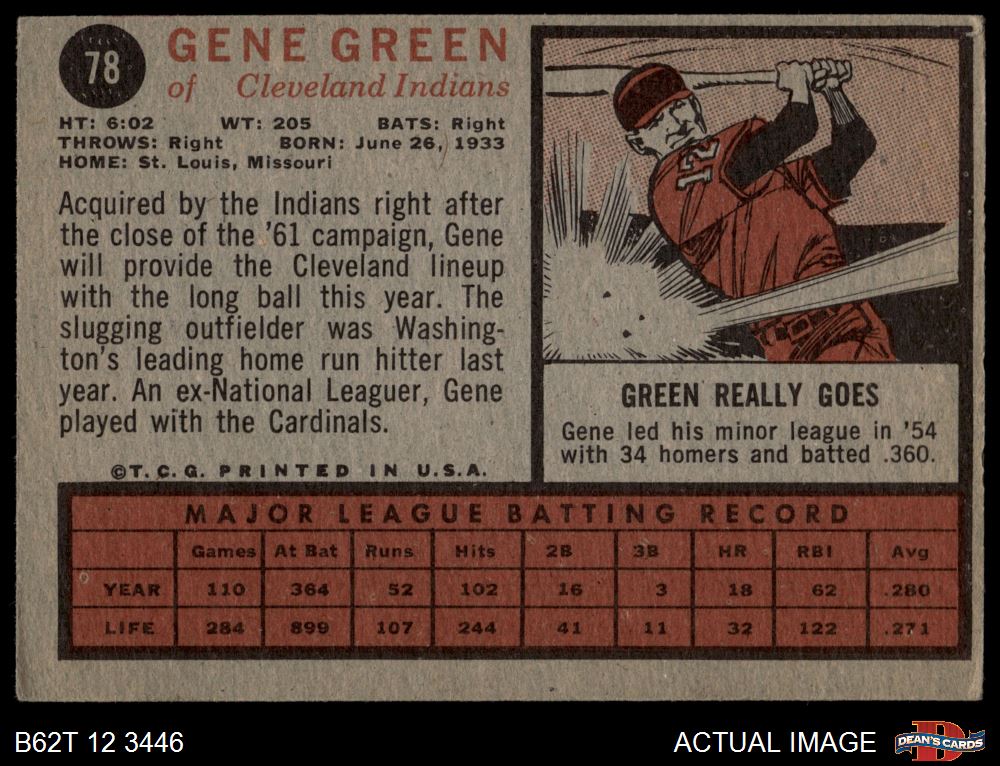 78
GENE GREEN
of Cleveland Indians
HT: 6:02 WT: 205 BATS: Right
THROWS: Right BORN: June 26, 1933
HOME: St. Louis, Missouri
Acquired by the Indians right after
the close of the '61 campaign, Gene
will provide the Cleveland lineup
with the long ball this year. The
slugging outfielder was Washing-
ton's leading home run hitter last
year. An ex-National Leaguer, Gene
played with the Cardinals.
©T.C.G. PRINTED IN U.S.A.
12
GREEN REALLY GOES
Gene led his minor league in '54
with 34 homers and batted .360.
MAJOR LEAGUE BATTING RECORD
Games At Bat Runs Hits 2B 3B HR RBI Avg
YEAR 110 364 52 102 16 3 18 62 .280
LIFE 284 899 107 244 41 11 32 122 .271
B62T 12 3446
ACTUAL IMAGE
D
DEAN'S CARDS